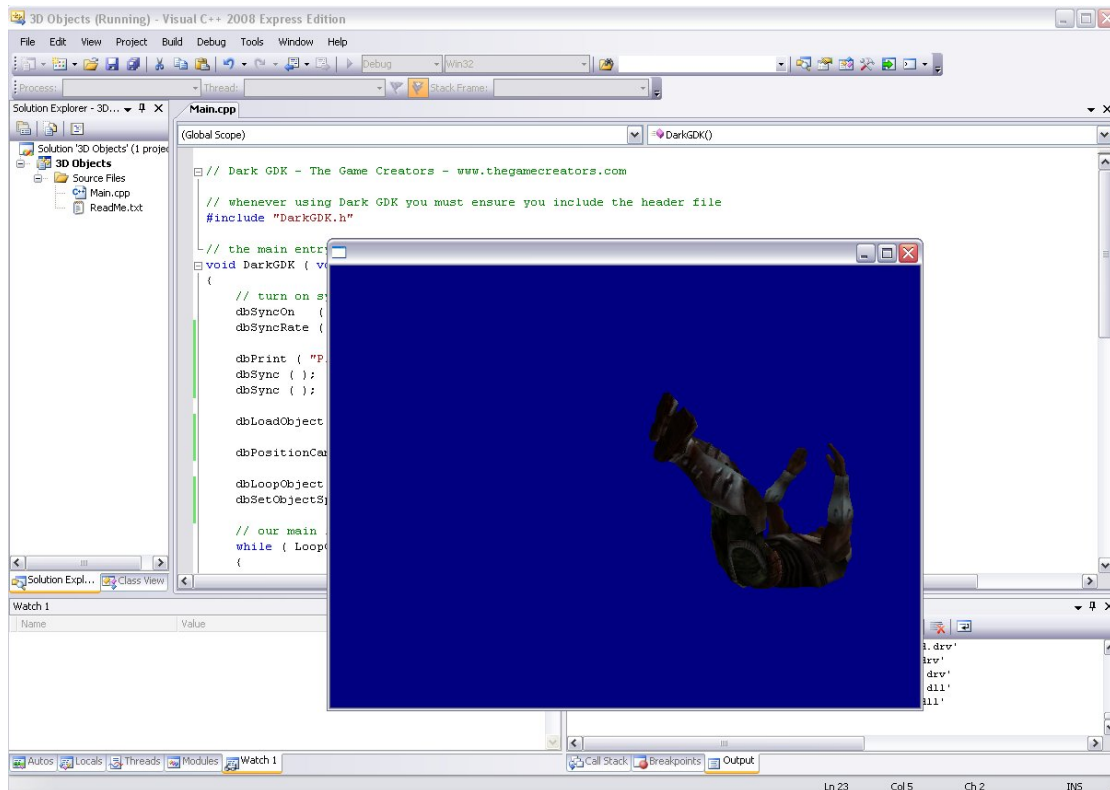 3D Objects (Running) - Visual C++ 2008 Express Edition
File Edit View Project Build Debug Tools Window Help
Debug Win32
Process: Thread: Stack Frame:
Solution Explorer - 3D...
Main.cpp
(Global Scope) DarkGDK()
Solution '3D Objects' (1 projec
3D Objects
Source Files
Main.cpp
ReadMe.txt
// Dark GDK - The Game Creators - www.thegamecreators.com
// whenever using Dark GDK you must ensure you include the header file
#include "DarkGDK.h"
// the main entr
void DarkGDK ( v
{
// turn on s
dbSyncOn (
dbSyncRate (
dbPrint ( "P
dbSync ( );
dbSync ( );
dbLoadObject
dbPositionCa
dbLoopObject
dbSetObjectS
// our main
while ( Loop
{
Solution Expl... Class View
Watch 1
Name Value
.drv'
drv'
drv'
dll'
dll'
Autos Locals Threads Modules Watch 1
Call Stack Breakpoints Output
Ln 23 Col 5 Ch 2 INS